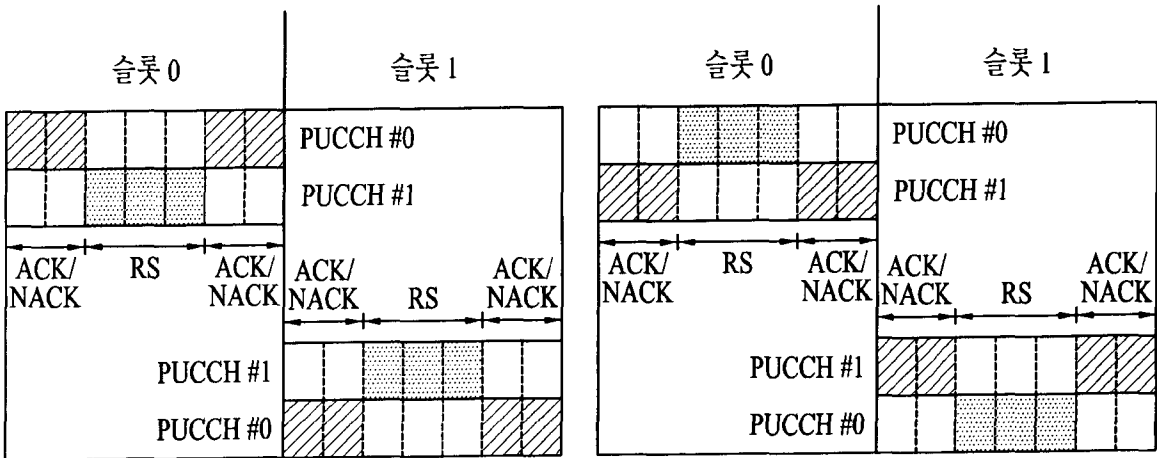 슬롯 0
슬롯 1
PUCCH #0
PUCCH #1
ACK/
NACK
RS
ACK/
NACK
ACK/
NACK
RS
ACK/
NACK
PUCCH #1
PUCCH #0
슬롯 0
슬롯 1
PUCCH #0
PUCCH #1
ACK/
NACK
RS
ACK/
NACK
ACK/
NACK
RS
ACK/
NACK
PUCCH #1
PUCCH #0